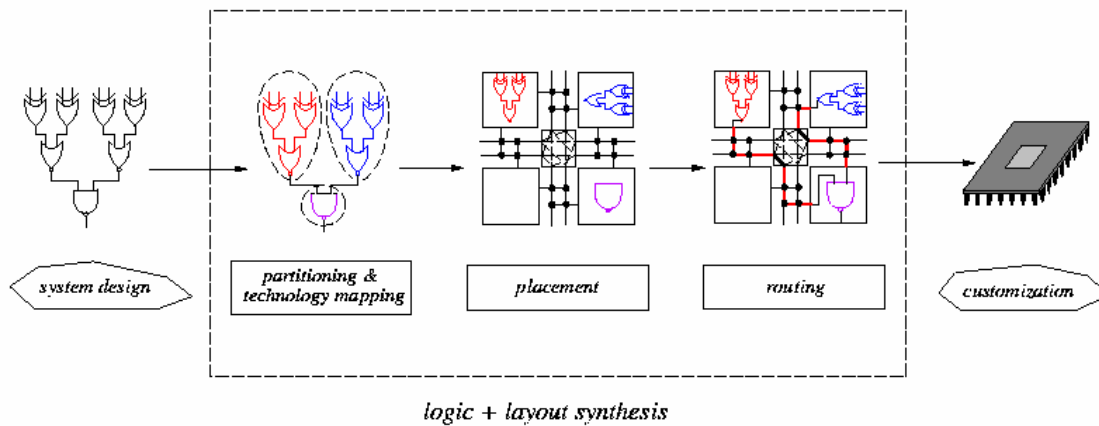 system design
partitioning &
technology mapping
placement
routing
customization
logic + layout synthesis